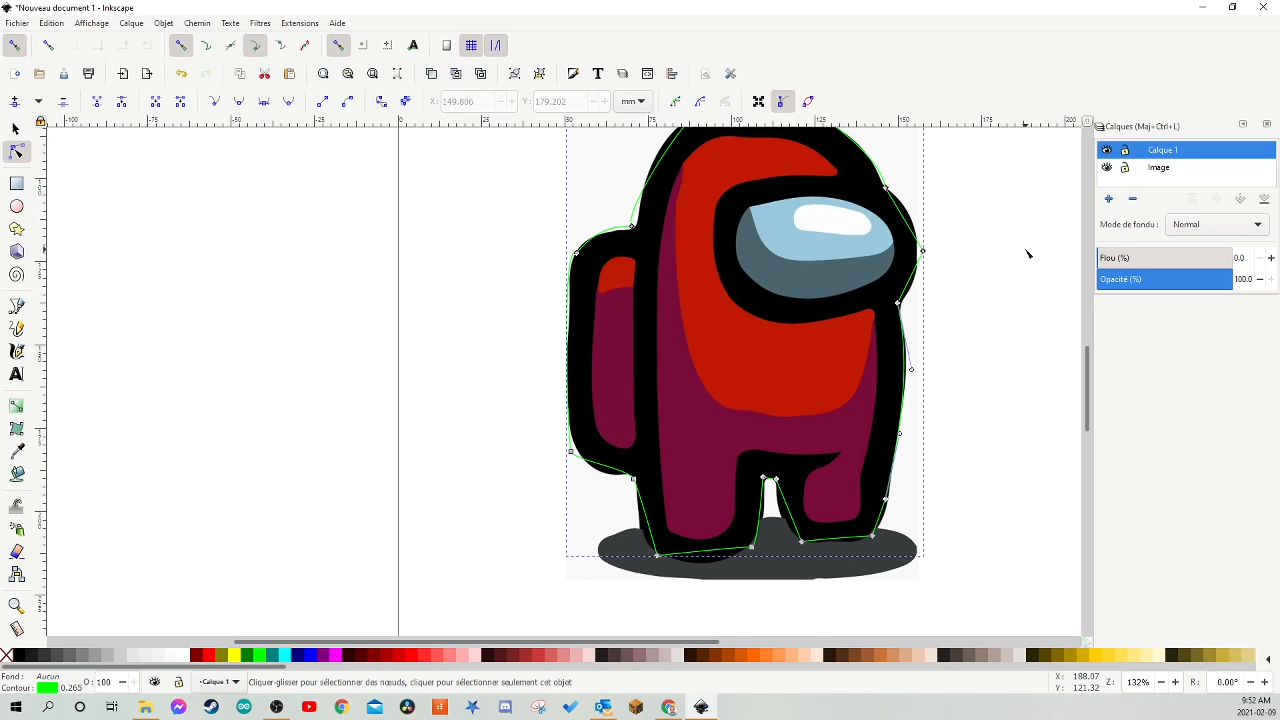 *Nouveau document 1 - Inkscape
Fichier Édition Affichage Calque Objet Chemin Texte Filtres Extensions Aide
X: 149.806 Y: 179.202 mm
Calques (Maj+Ctrl+L)
Calque 1
Image
Mode de fondu : Normal
Flou (%) 0.0
Opacité (%) 100.0
Fond : Aucun
Contour : 0.265
O: 100
Calque 1
Cliquer-glisser pour sélectionner des nœuds, cliquer pour sélectionner seulement cet objet
X: 188.07
Y: 121.32
Z: 132%
R: 0.00°
9:52 AM
2021-02-09